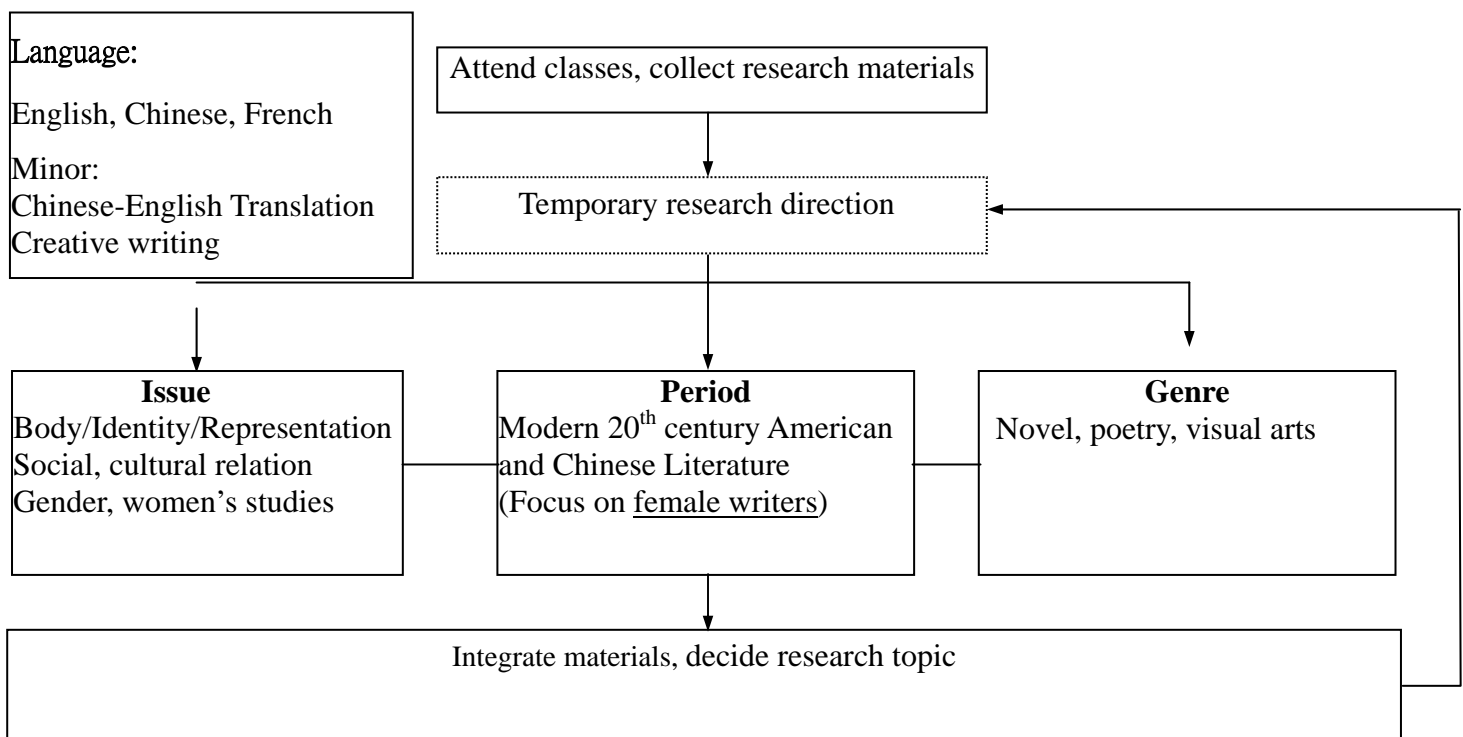 Language:
English, Chinese, French
Minor:
Chinese-English Translation
Creative writing
Attend classes, collect research materials
Temporary research direction
Issue
Body/Identity/Representation
Social, cultural relation
Gender, women’s studies
Period
Modern 20th century American
and Chinese Literature
(Focus on female writers)
Genre
Novel, poetry, visual arts
Integrate materials, decide research topic